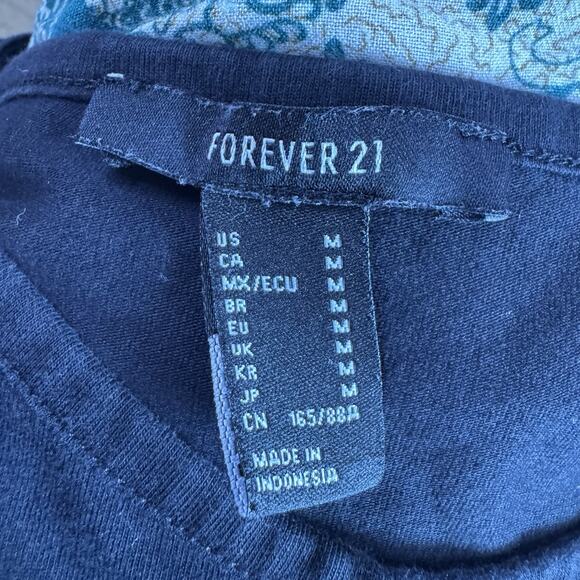 FOREVER 21
US M
CA M
MX/ECU M
BR M
EU M
UK M
KR M
JP M
CN 165/88A
MADE IN
INDONESIA